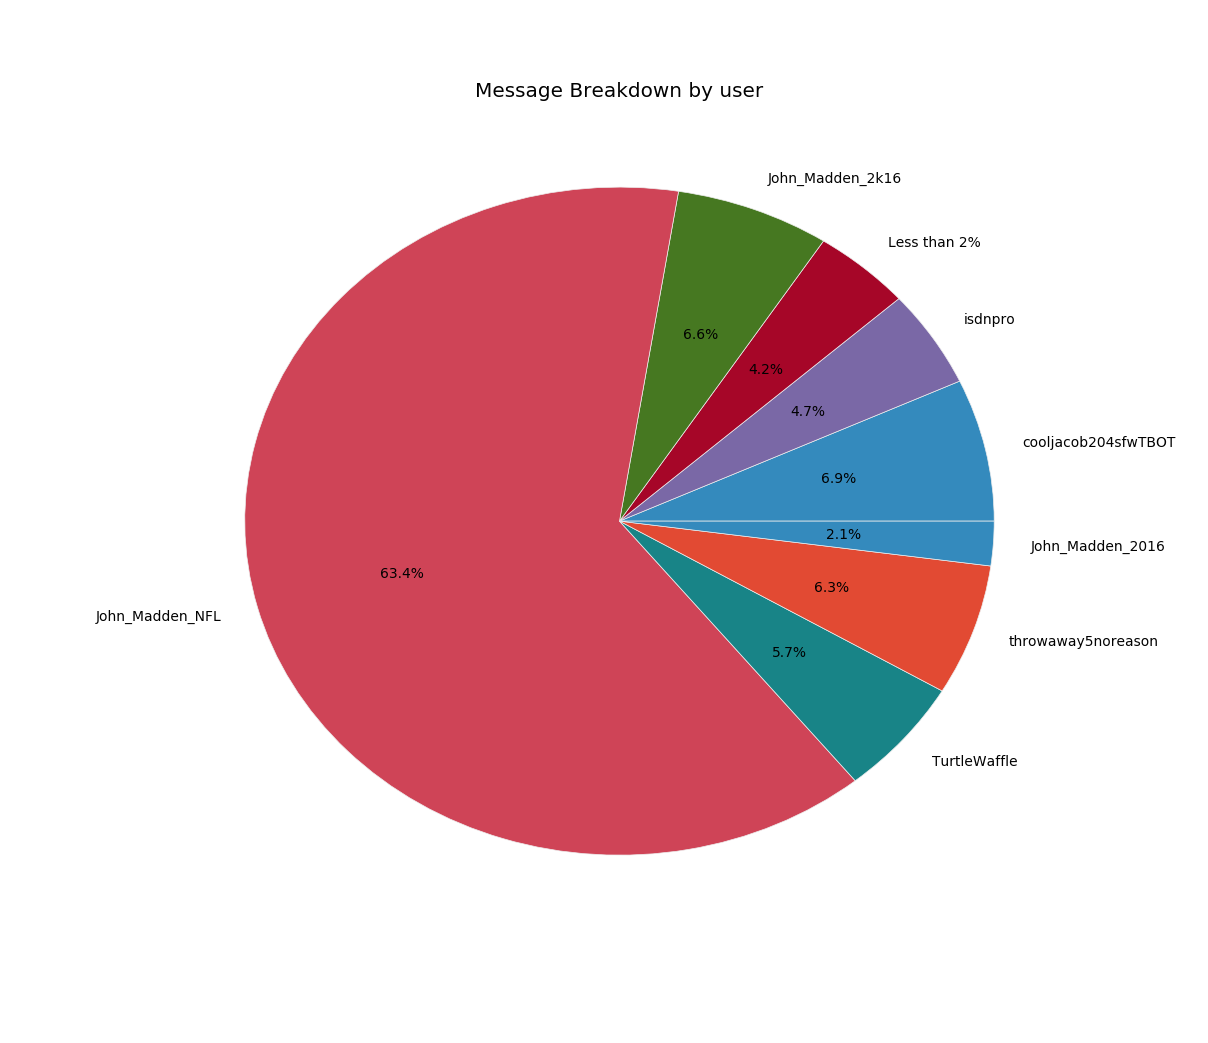 Message Breakdown by user
John_Madden_2k16
Less than 2%
isdnpro
6.6%
4.2%
4.7%
cooljacob204sfwTBOT
6.9%
2.1%
John_Madden_2016
63.4%
6.3%
John_Madden_NFL
throwaway5noreason
5.7%
TurtleWaffle